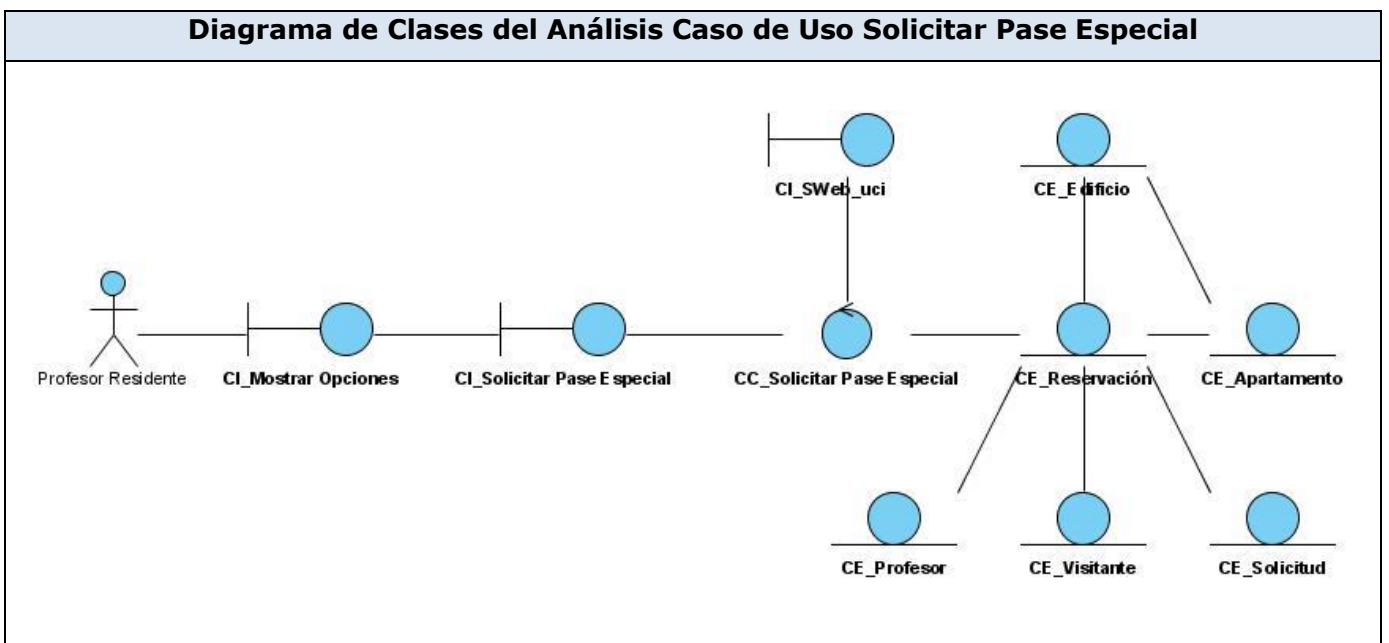 Diagrama de Clases del Análisis Caso de Uso Solicitar Pase Especial
CI_SWeb_uci
CE_Edificio
Profesor Residente
CI_Mostrar Opciones
CI_Solicitar Pase Especial
CC_Solicitar Pase Especial
CE_Reservación
CE_Apartamento
CE_Profesor
CE_Visitante
CE_Solicitud